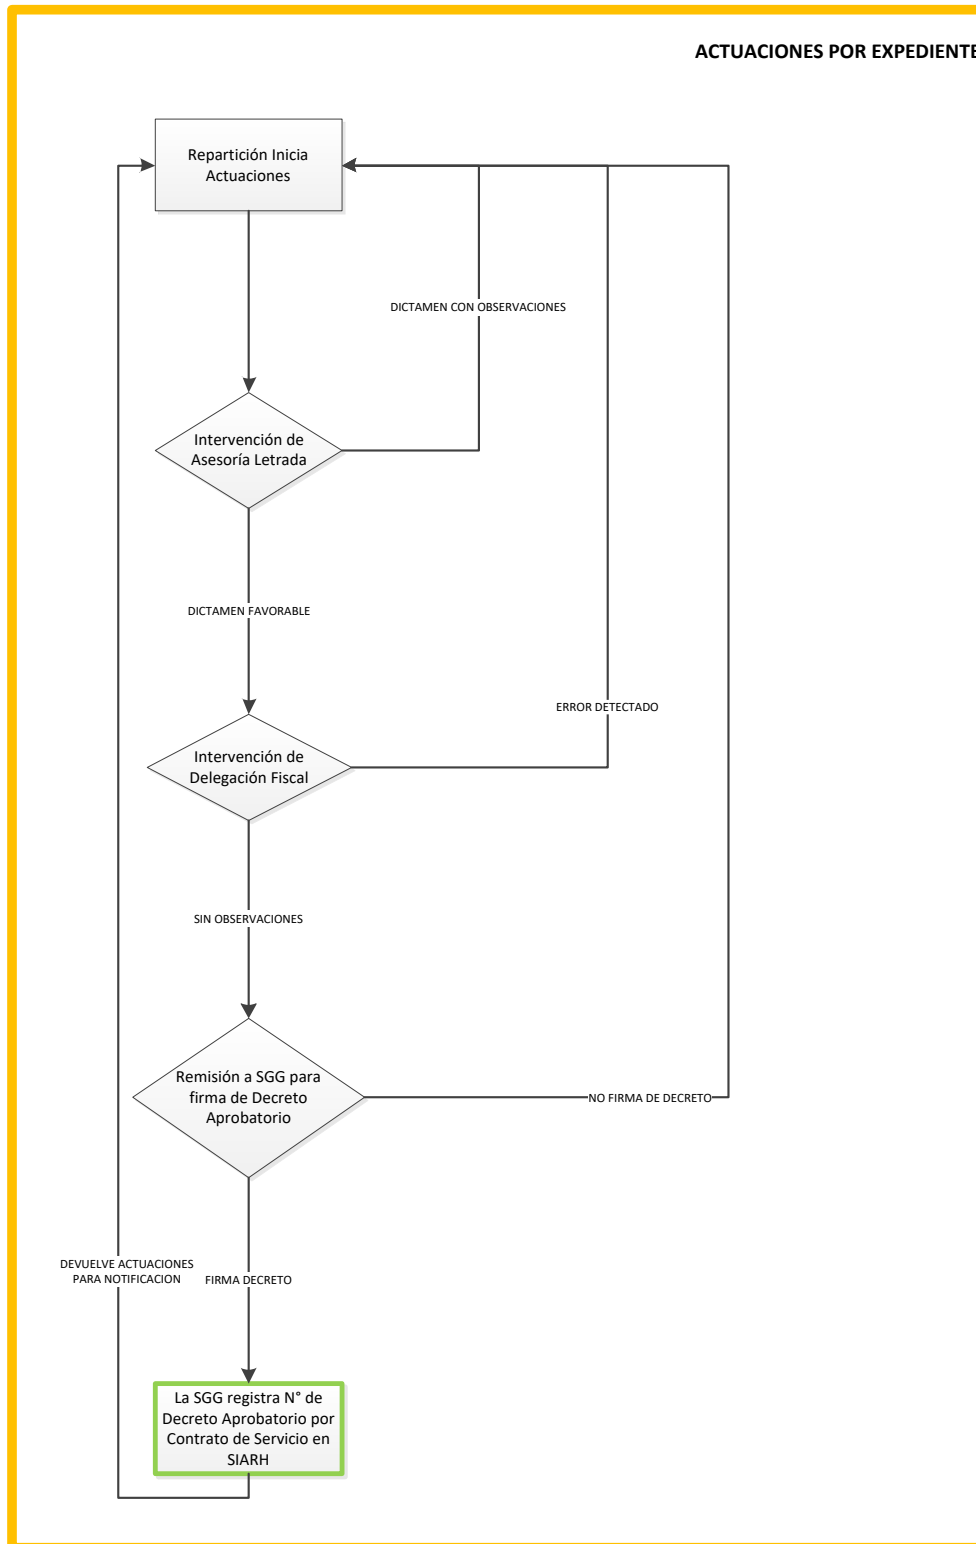 ACTUACIONES POR EXPEDIENTE
Repartición Inicia
Actuaciones
DICTAMEN CON OBSERVACIONES
Intervención de
Asesoría Letrada
DICTAMEN FAVORABLE
ERROR DETECTADO
Intervención de
Delegación Fiscal
SIN OBSERVACIONES
Remisión a SGG para
firma de Decreto
Aprobatorio
NO FIRMA DE DECRETO
DEVUELVE ACTUACIONES
PARA NOTIFICACION
FIRMA DECRETO
La SGG registra N° de
Decreto Aprobatorio por
Contrato de Servicio en
SIARH